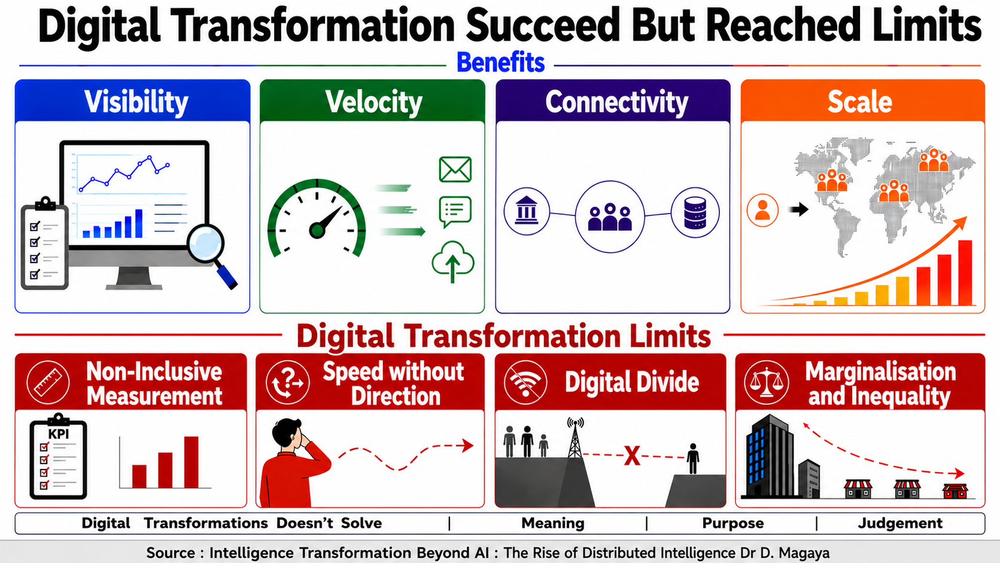 Digital Transformation Succeed But Reached Limits
Benefits
Visibility
Velocity
Connectivity
Scale
Digital Transformation Limits
Non-Inclusive
Measurement
Speed without
Direction
Digital Divide
Marginalisation
and Inequality
KPI
X
Digital Transformations Doesn't Solve | Meaning | Purpose | Judgement
Source : Intelligence Transformation Beyond AI : The Rise of Distributed Intelligence Dr D. Magaya